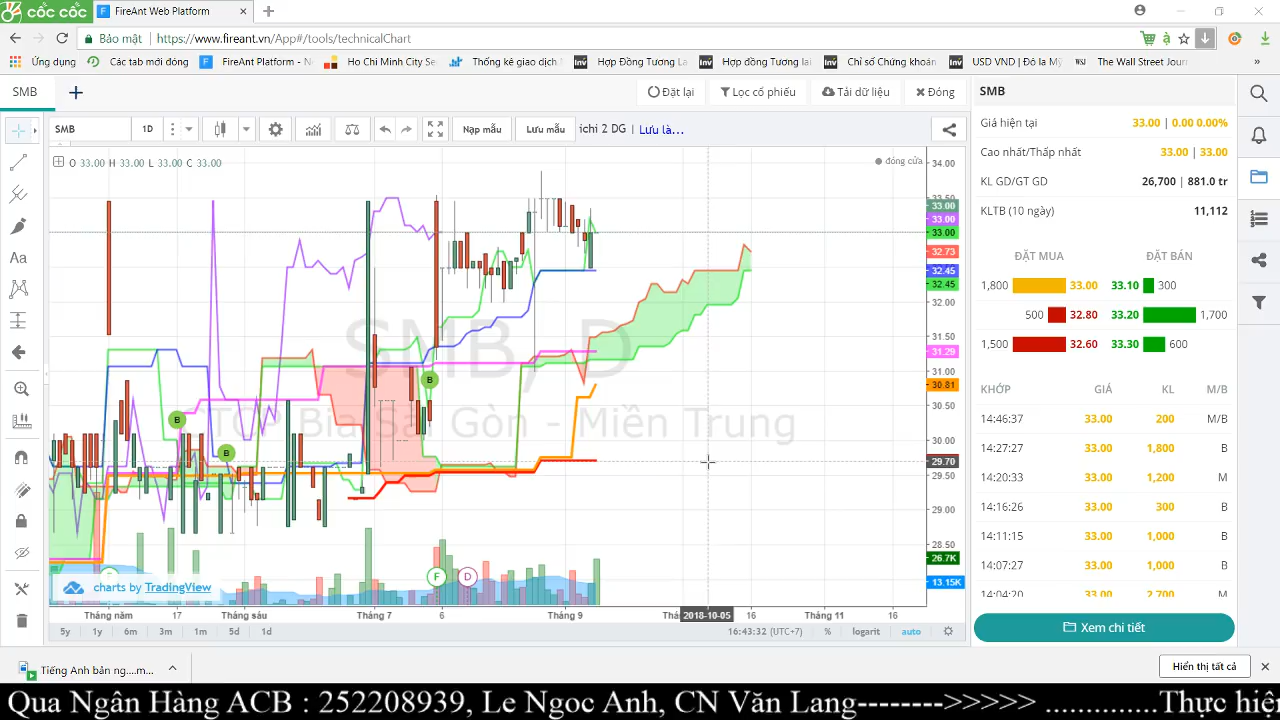 cốc cốc
FireAnt Web Platform
Bảo mật
https://www.fireant.vn/App#/tools/technicalChart
Ứng dụng
Các tab mới đóng
FireAnt Platform - N
Ho Chi Minh City Se
Thống kê giao dịch
Hợp Đồng Tương La
Hợp đồng Tương lai
Chỉ số Chứng khoán
USD VND | Đô la Mỹ
The Wall Street Jour
»
SMB
Đặt lại
Lọc cổ phiếu
Tải dữ liệu
Đóng
SMB
1D
Nạp mẫu
Lưu mẫu
ichi 2 DG
Lưu là...
O 33.00 H 33.00 L 33.00 C 33.00
đóng cửa
SMB, D
CTCP Bia Sài Gòn - Miền Trung
B
B
B
F
D
charts by TradingView
34.00
33.50
33.00
33.00
33.00
32.73
32.45
32.45
32.00
31.50
31.29
31.00
30.81
30.50
30.00
29.70
29.50
29.00
28.50
26.7K
13.15K
Tháng năm
17
Tháng sáu
Tháng 7
6
Tháng 9
2018-10-05
16
Tháng 11
16
5y
1y
6m
3m
1m
5d
1d
16:43:32 (UTC+7)
%
logarit
auto
SMB
Giá hiện tại
33.00 | 0.00 0.00%
Cao nhất/Thấp nhất
33.00 | 33.00
KL GD/GT GD
26,700 | 881.0 tr
KLTB (10 ngày)
11,112
ĐẶT MUA
ĐẶT BÁN
1,800 33.00 33.10 300
500 32.80 33.20 1,700
1,500 32.60 33.30 600
KHỚP GIÁ KL M/B
14:46:37 33.00 200 M/B
14:27:27 33.00 1,800 B
14:20:33 33.00 1,200 M
14:16:26 33.00 300 B
14:11:15 33.00 1,000 B
14:07:27 33.00 1,000 B
14:04:20 33.00 2,700 M
Xem chi tiết
Tiếng Anh bản ng....m...
Hiển thị tất cả
Qua Ngân Hàng ACB : 252208939, Le Ngoc Anh, CN Văn Lang-------->>>>> ..............Thực hiệ